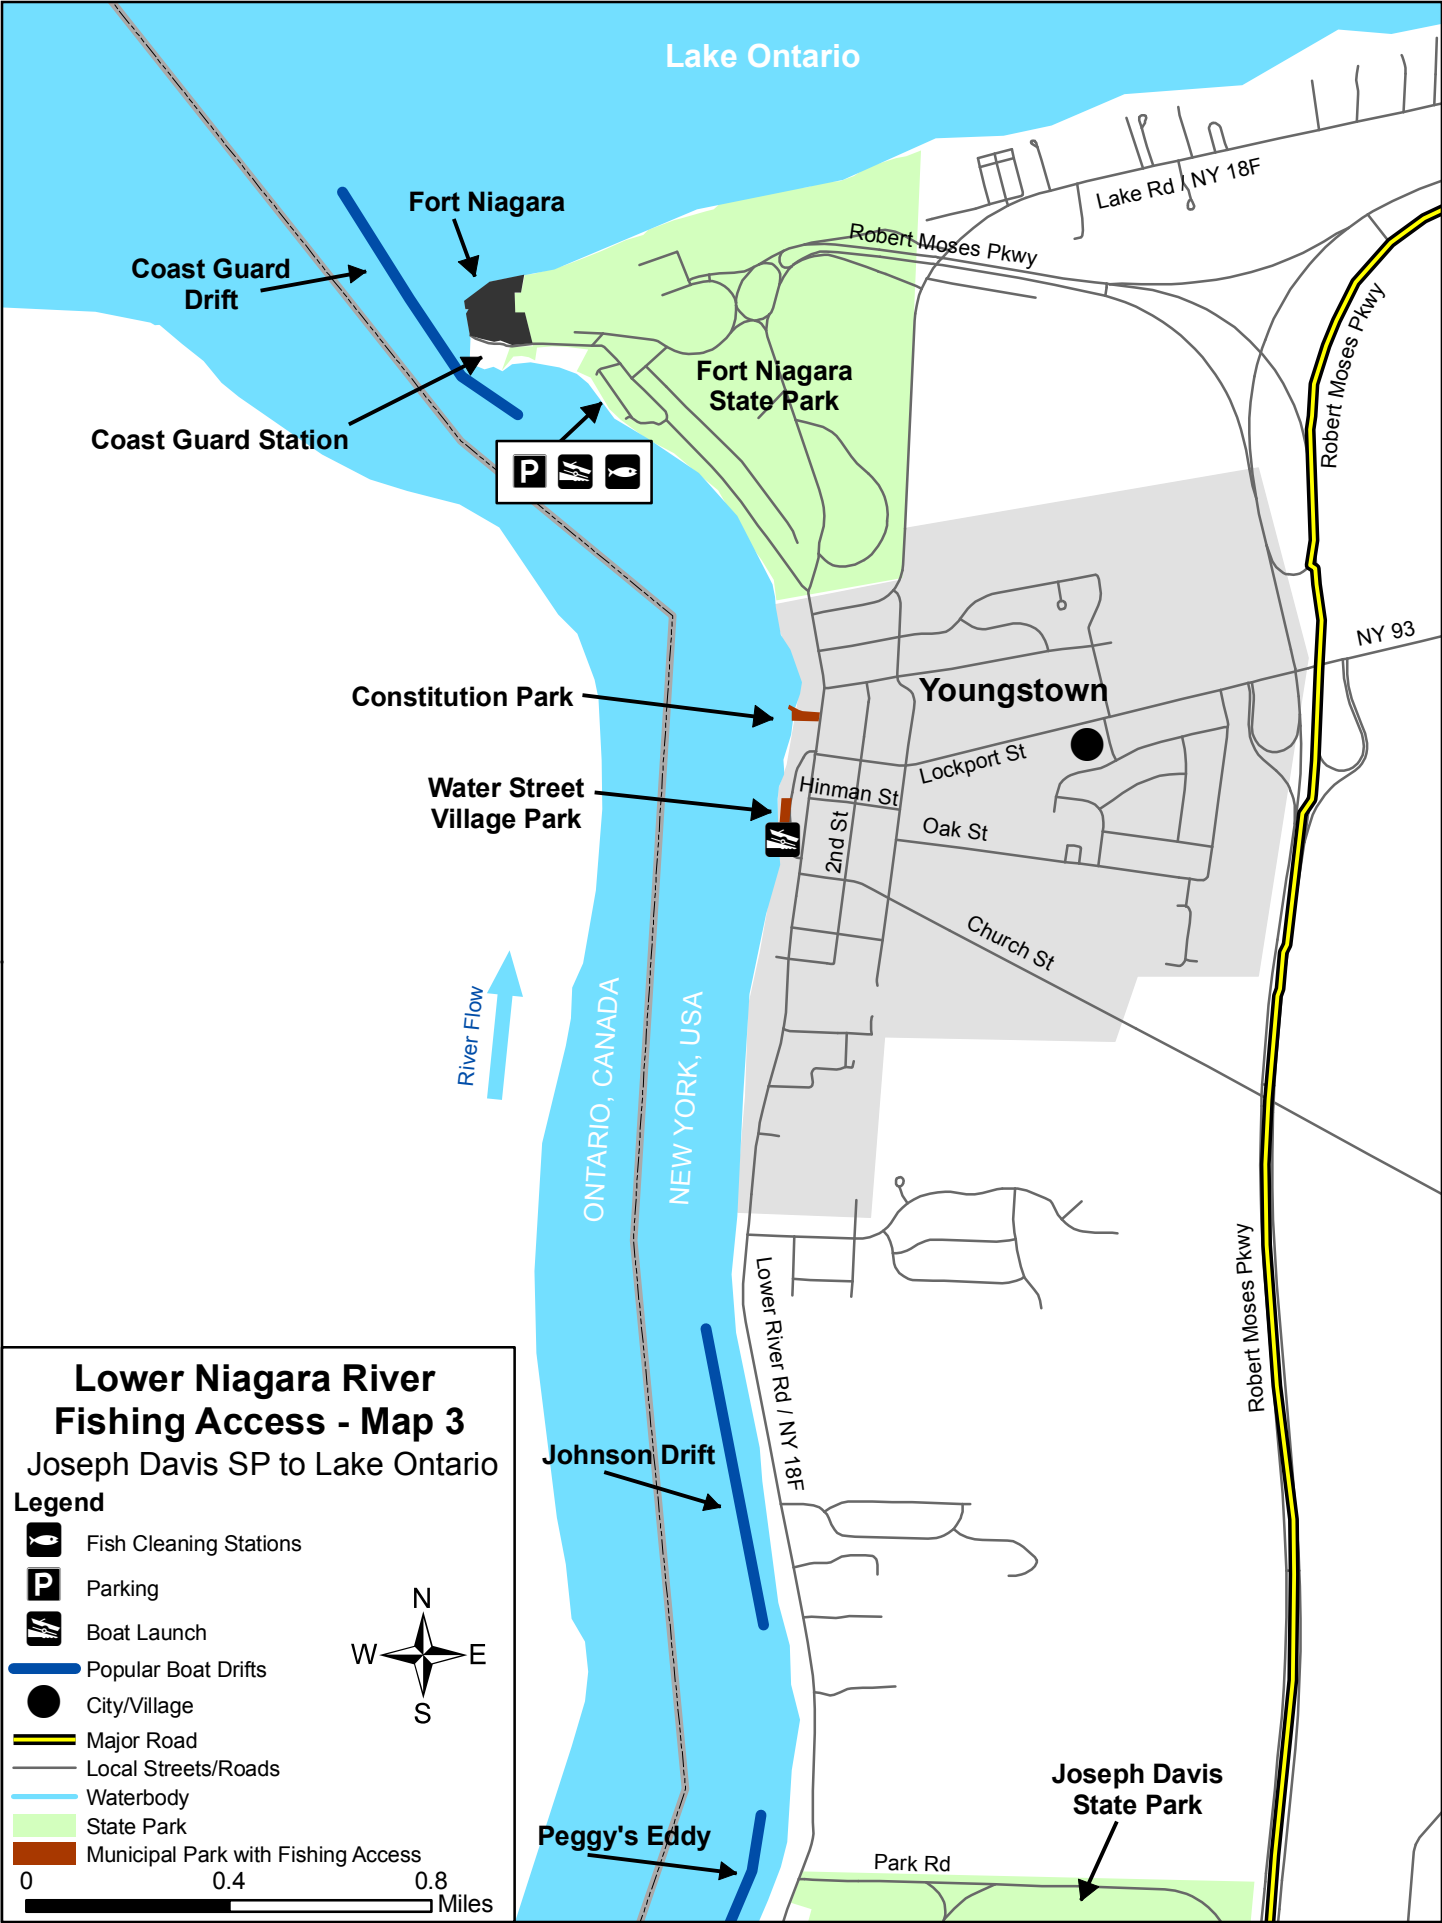 Lake Ontario
Fort Niagara
Lake Rd / NY 18F
Robert Moses Pkwy
Coast Guard
Drift
Robert Moses Pkwy
Fort Niagara
State Park
Coast Guard Station
P
NY 93
Constitution Park
Youngstown
Lockport St
Water Street
Village Park
Hinman St
2nd St
Oak St
Church St
River Flow
ONTARIO, CANADA
NEW YORK, USA
Lower River Rd / NY 18F
Robert Moses Pkwy
Johnson Drift
Joseph Davis
State Park
Peggy's Eddy
Park Rd
Lower Niagara River
Fishing Access - Map 3
Joseph Davis SP to Lake Ontario
Legend
Fish Cleaning Stations
P Parking
Boat Launch
Popular Boat Drifts
City/Village
Major Road
Local Streets/Roads
Waterbody
State Park
Municipal Park with Fishing Access
N
W E
S
0 0.4 0.8
Miles